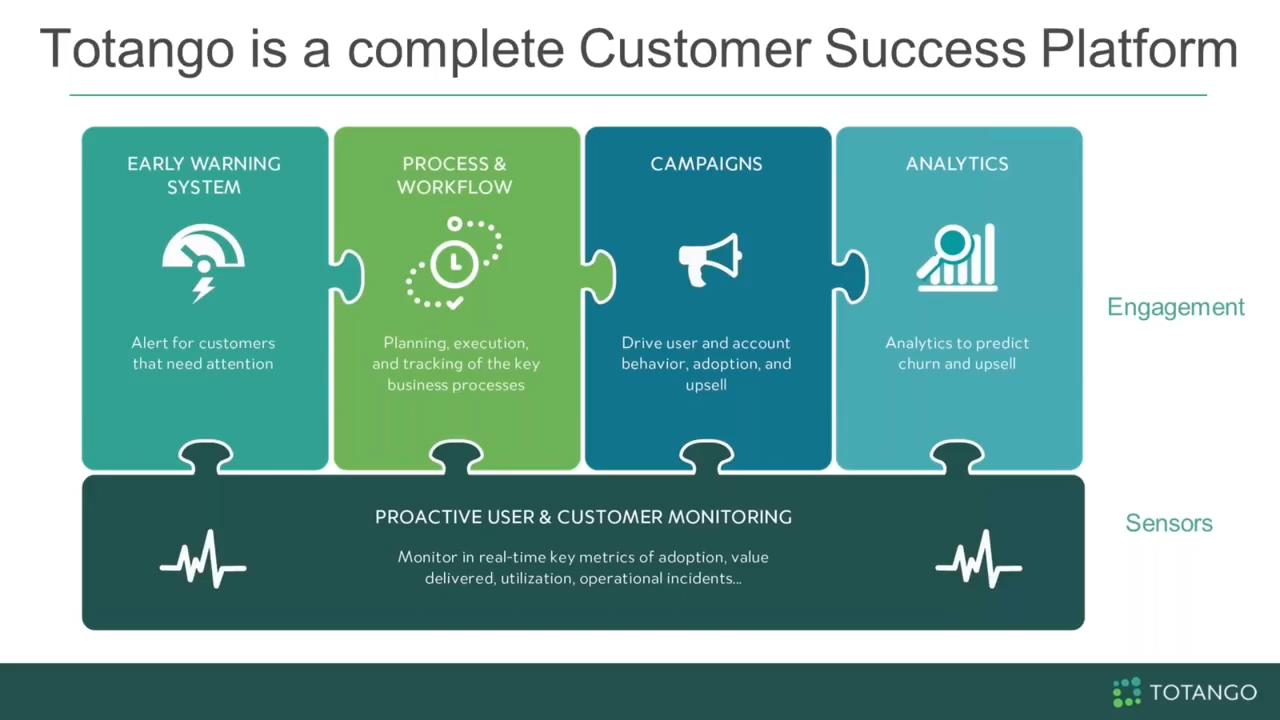 Totango is a complete Customer Success Platform
EARLY WARNING
SYSTEM
Alert for customers
that need attention
PROCESS &
WORKFLOW
Planning, execution,
and tracking of the key
business processes
CAMPAIGNS
Drive user and account
behavior, adoption, and
upsell
ANALYTICS
Analytics to predict
churn and upsell
Engagement
PROACTIVE USER & CUSTOMER MONITORING
Monitor in real-time key metrics of adoption, value
delivered, utilization, operational incidents...
Sensors
TOTANGO